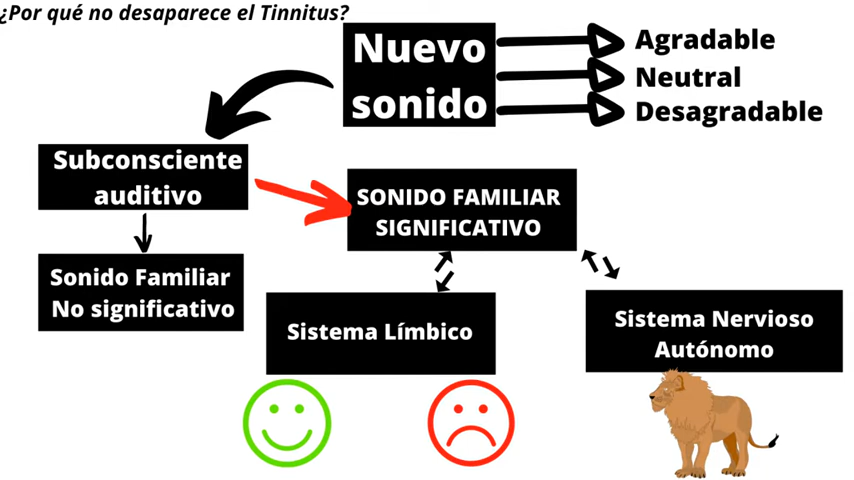 ¿Por qué no desaparece el Tinnitus?
Nuevo
sonido
Agradable
Neutral
Desagradable
Subconsciente
auditivo
SONIDO FAMILIAR
SIGNIFICATIVO
Sonido Familiar
No significativo
Sistema Límbico
Sistema Nervioso
Autónomo